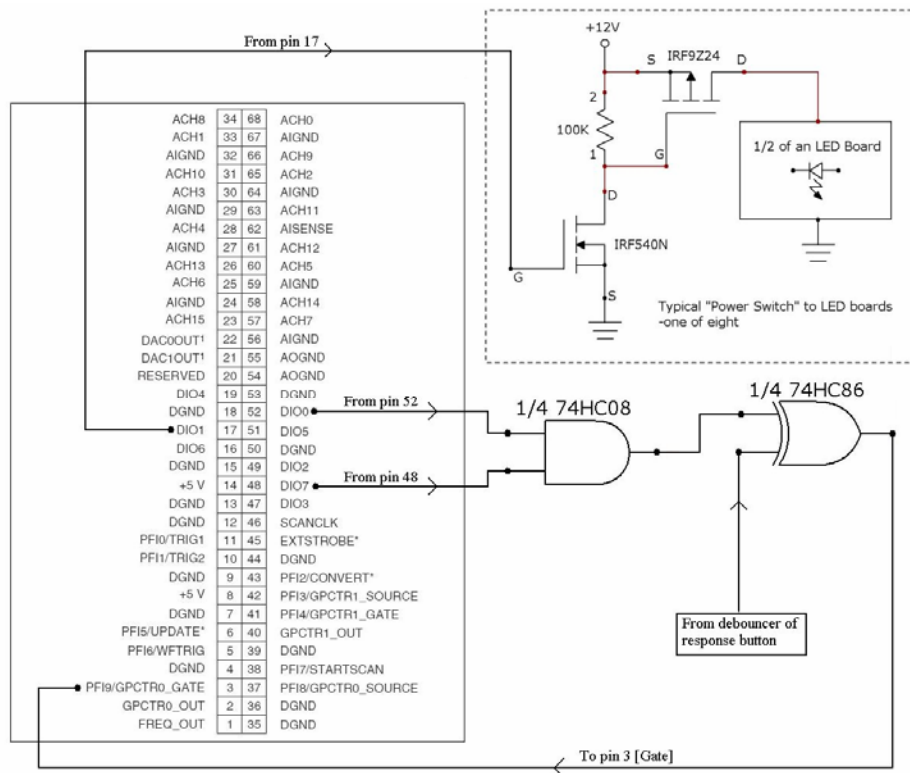 From pin 17
+12V
S IRF9Z24 D
2
100K
1
G
D
1/2 of an LED Board
IRF540N
G
S
Typical "Power Switch" to LED boards
-one of eight
ACH8 34 68 ACH0
ACH1 33 67 AIGND
AIGND 32 66 ACH9
ACH10 31 65 ACH2
ACH3 30 64 AIGND
AIGND 29 63 ACH11
ACH4 28 62 AISENSE
AIGND 27 61 ACH12
ACH13 26 60 ACH5
ACH6 25 59 AIGND
AIGND 24 58 ACH14
ACH15 23 57 ACH7
DAC0OUT¹ 22 56 AIGND
DAC1OUT¹ 21 55 AOGND
RESERVED 20 54 AOGND
DIO4 19 53 DGND
DGND 18 52 DIO0
DIO1 17 51 DIO5
DIO6 16 50 DGND
DGND 15 49 DIO2
+5 V 14 48 DIO7
DGND 13 47 DIO3
DGND 12 46 SCANCLK
PFI0/TRIG1 11 45 EXTSTROBE*
PFI1/TRIG2 10 44 DGND
DGND 9 43 PFI2/CONVERT*
+5 V 8 42 PFI3/GPCTR1_SOURCE
DGND 7 41 PFI4/GPCTR1_GATE
PFI5/UPDATE* 6 40 GPCTR1_OUT
PFI6/WFTRIG 5 39 DGND
DGND 4 38 PFI7/STARTSCAN
PFI9/GPCTR0_GATE 3 37 PFI8/GPCTR0_SOURCE
GPCTR0_OUT 2 36 DGND
FREQ_OUT 1 35 DGND
From pin 52
From pin 48
1/4 74HC08
1/4 74HC86
From debouncer of
response button
To pin 3 [Gate]